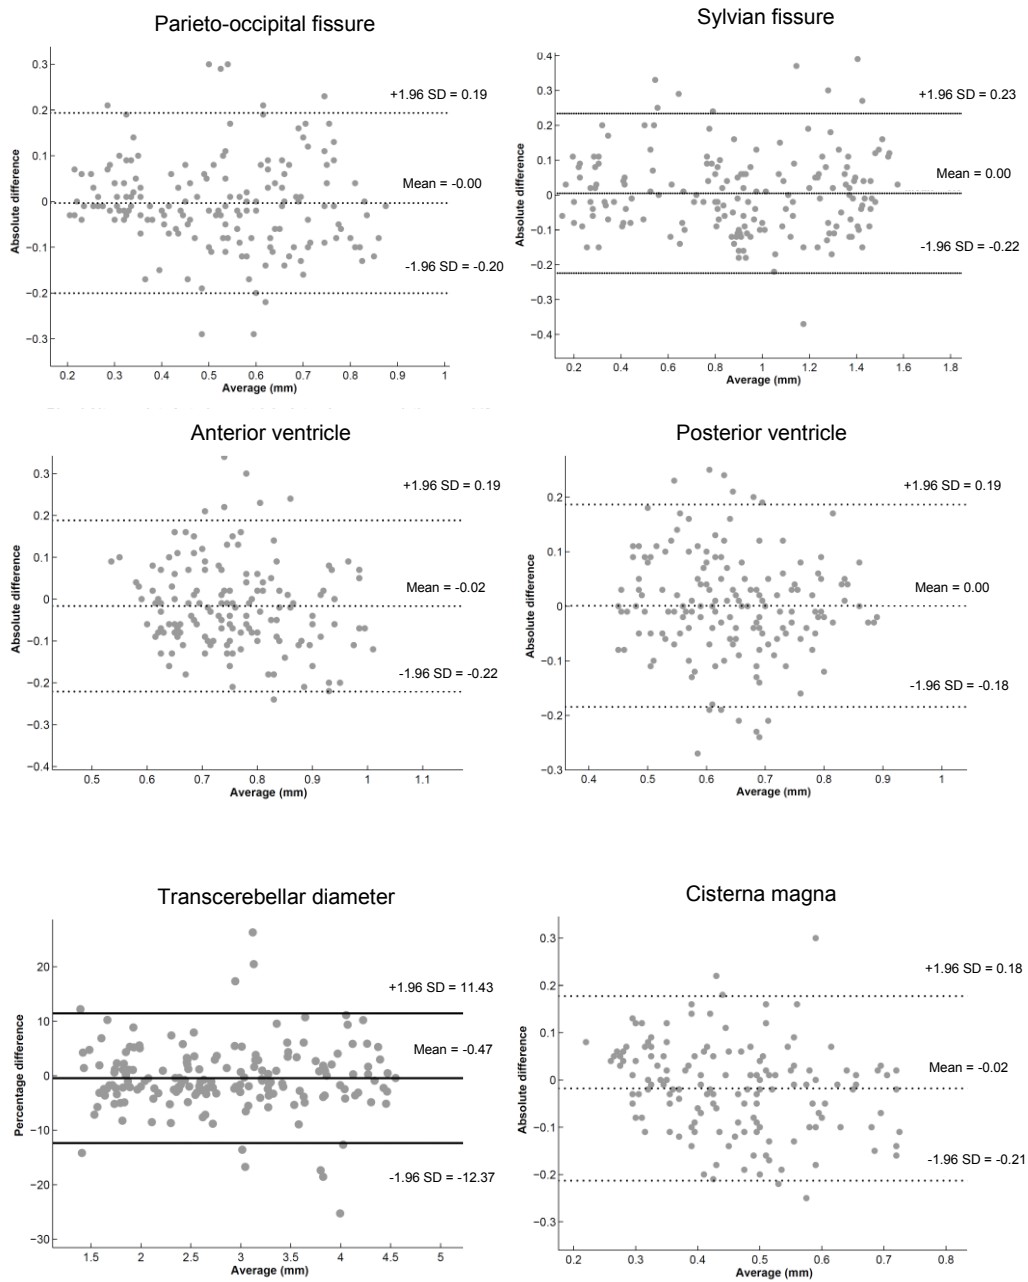 Parieto-occipital fissure
0.3
0.2
0.1
0
−0.1
−0.2
−0.3
Absolute difference
+1.96 SD = 0.19
Mean = -0.00
-1.96 SD = -0.20
0.2 0.3 0.4 0.5 0.6 0.7 0.8 0.9 1
Average (mm)
Sylvian fissure
0.4
0.3
0.2
0.1
0
−0.1
−0.2
−0.3
−0.4
Absolute difference
+1.96 SD = 0.23
Mean = 0.00
-1.96 SD = -0.22
0.2 0.4 0.6 0.8 1 1.2 1.4 1.6 1.8
Average (mm)
Anterior ventricle
0.3
0.2
0.1
0
−0.1
−0.2
−0.3
−0.4
Absolute difference
+1.96 SD = 0.19
Mean = -0.02
-1.96 SD = -0.22
0.5 0.6 0.7 0.8 0.9 1 1.1
Average (mm)
Posterior ventricle
0.2
0.1
0
−0.1
−0.2
−0.3
Absolute difference
+1.96 SD = 0.19
Mean = 0.00
-1.96 SD = -0.18
0.4 0.5 0.6 0.7 0.8 0.9 1
Average (mm)
Transcerebellar diameter
20
10
0
−10
−20
−30
Percentage difference
+1.96 SD = 11.43
Mean = -0.47
-1.96 SD = -12.37
1.5 2 2.5 3 3.5 4 4.5 5
Average (mm)
Cisterna magna
0.3
0.2
0.1
0
−0.1
−0.2
−0.3
Absolute difference
+1.96 SD = 0.18
Mean = -0.02
-1.96 SD = -0.21
0.2 0.3 0.4 0.5 0.6 0.7 0.8
Average (mm)